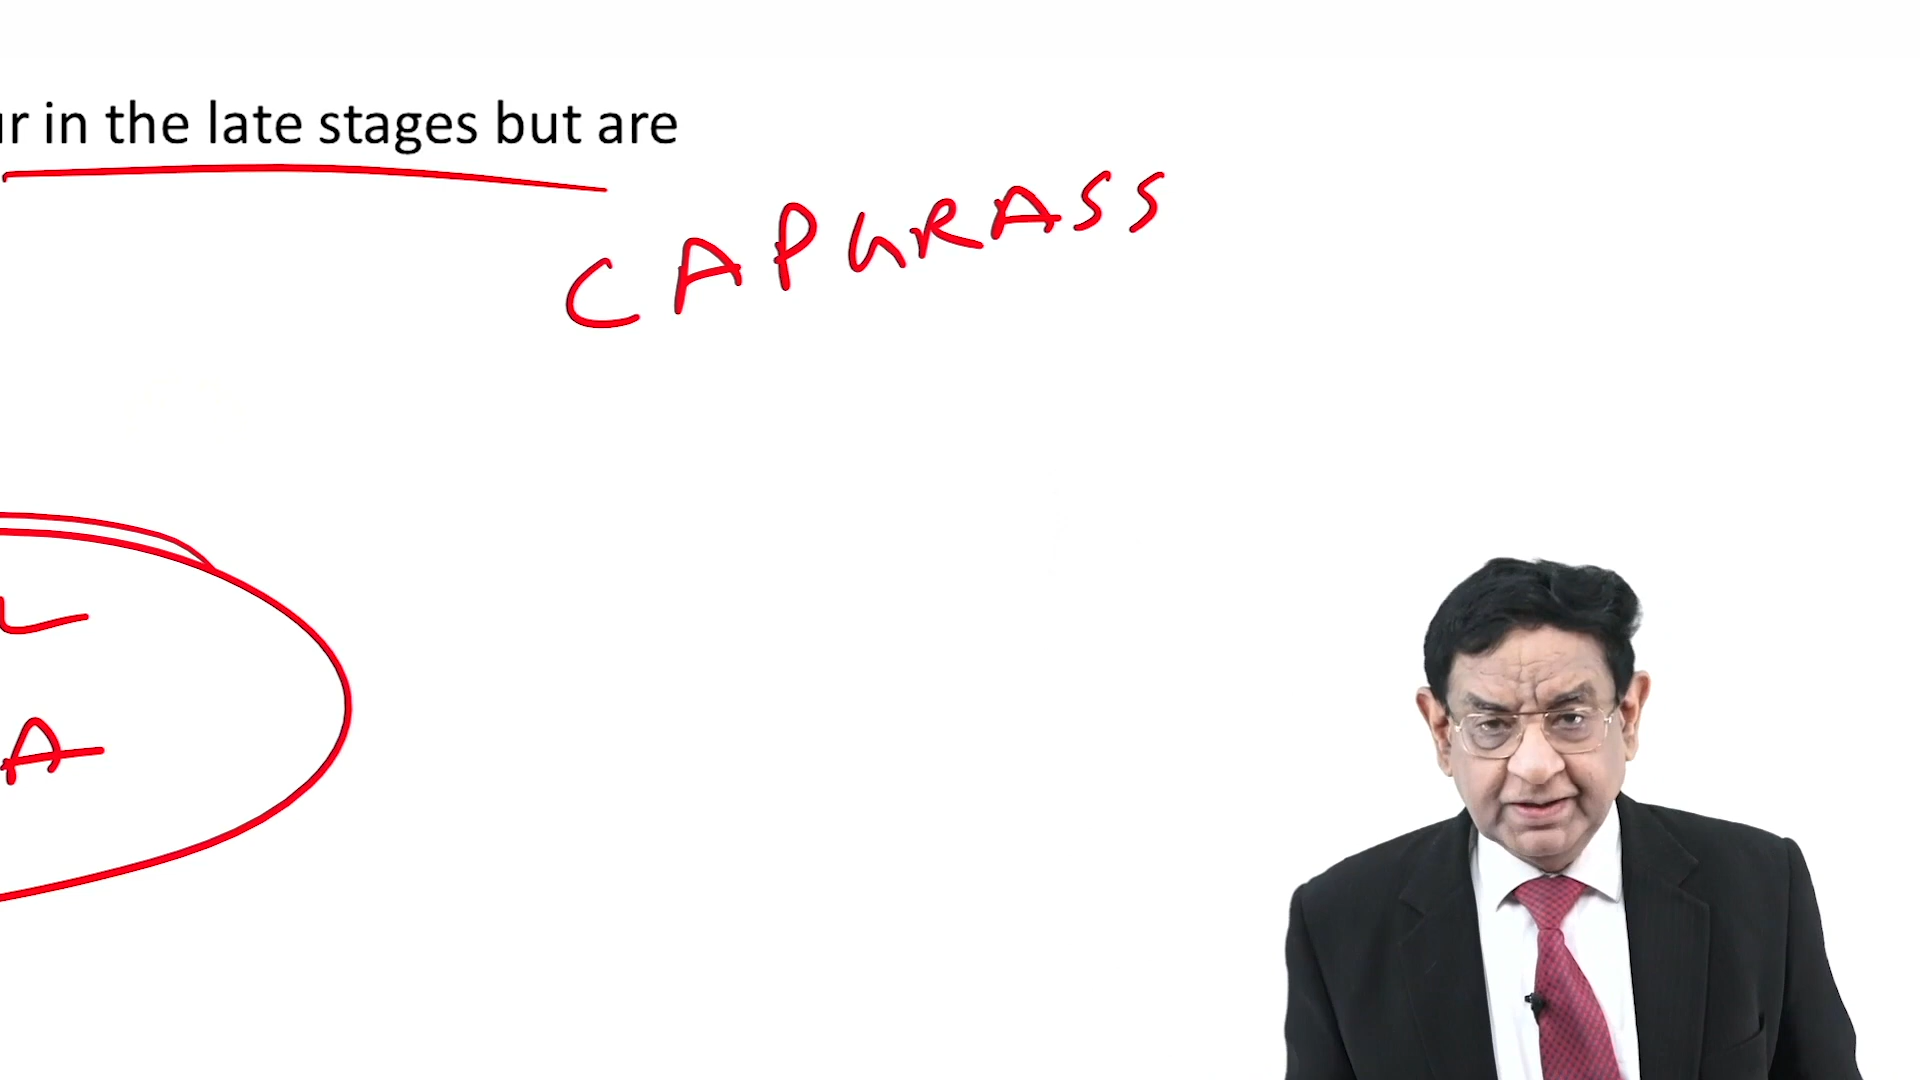 in the late stages but are
CAPURASS
A